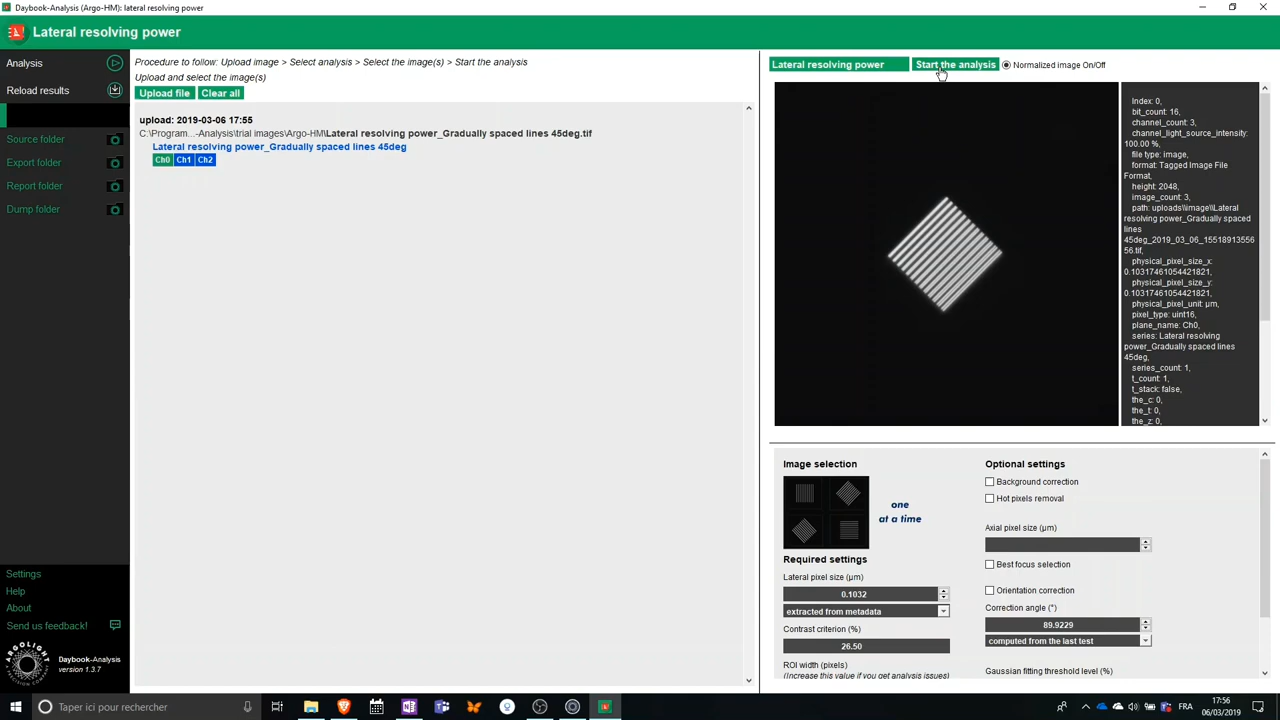 Daybook-Analysis (Argo-HM): lateral resolving power
Lateral resolving power
Analysis
Reload results
Source folder
Export folder
Report folder
Dump folder
Settings
Help
About
Send us feedback!
ARGOLIGHT
Daybook-Analysis
version 1.3.7
Procedure to follow: Upload image > Select analysis > Select the image(s) > Start the analysis
Upload and select the image(s)
Upload file Clear all
upload: 2019-03-06 17:55
C:\Program...-Analysis\trial images\Argo-HM\Lateral resolving power_Gradually spaced lines 45deg.tif
Lateral resolving power_Gradually spaced lines 45deg
Ch0 Ch1 Ch2
Lateral resolving power Start the analysis Normalized image On/Off
Index: 0,
bit_count: 16,
channel_count: 3,
channel_light_source_intensity:
100.00 %,
file type: image,
format: Tagged Image File
Format,
height: 2048,
image_count: 3,
path: uploads\\image\\Lateral
resolving power_Gradually spaced
lines
45deg_2019_03_06_15518913556
56.tif,
physical_pixel_size_x:
0.10317461054421821,
physical_pixel_size_y:
0.10317461054421821,
physical_pixel_unit: µm,
pixel_type: uint16,
plane_name: Ch0,
series: Lateral resolving
power_Gradually spaced lines
45deg,
series_count: 1,
t_count: 1,
t_stack: false,
the_c: 0,
the_t: 0,
the_z: 0,
Image selection
one
at a time
Required settings
Lateral pixel size (µm)
0.1032
extracted from metadata
Contrast criterion (%)
26.50
ROI width (pixels)
(Increase this value if you get analysis issues)
Optional settings
Background correction
Hot pixels removal
Axial pixel size (µm)
Best focus selection
Orientation correction
Correction angle (°)
89.9229
computed from the last test
Gaussian fitting threshold level (%)
Taper ici pour rechercher
FRA
17:56
06/03/2019